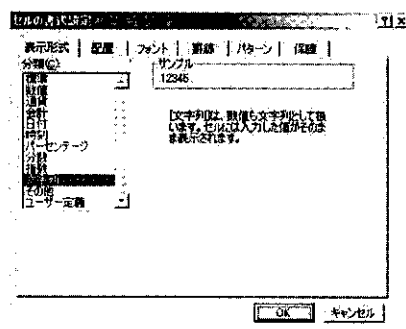 セルの書式設定
表示形式 配置 フォント 罫線 パターン 保護
分類(C)
標準
数値
通貨
会計
日付
時刻
パーセンテージ
分数
指数
その他
ユーザー定義
サンプル
12345
[文字列]は、数値も文字列として扱
います。セルには入力した値がそのま
ま表示されます。
OK キャンセル